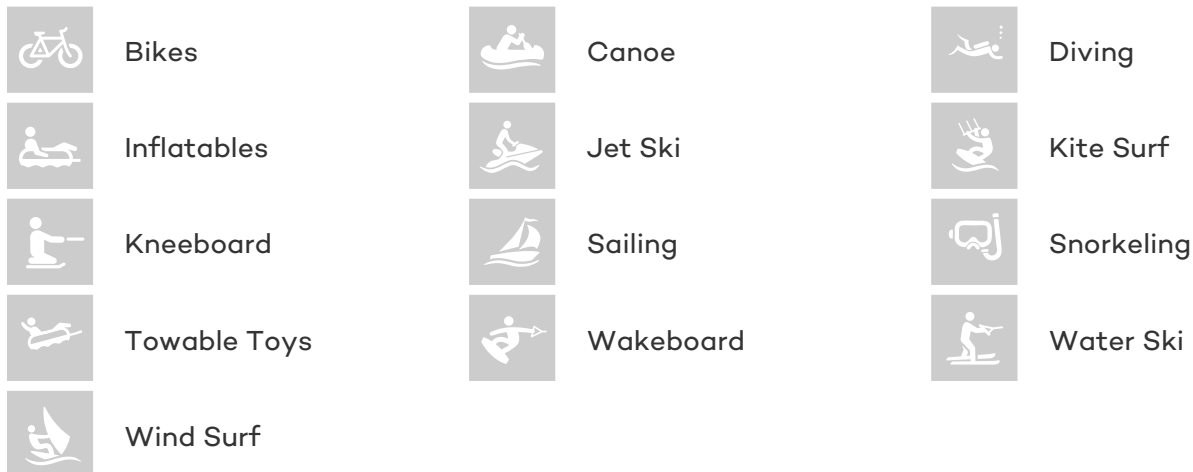 Bikes
Canoe
Diving
Inflatables
Jet Ski
Kite Surf
Kneeboard
Sailing
Snorkeling
Towable Toys
Wakeboard
Water Ski
Wind Surf